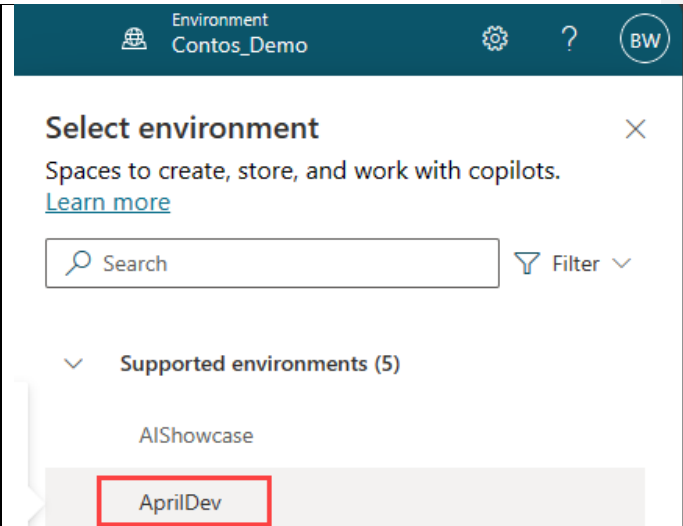 Environment
Contos_Demo
?
BW
Select environment
Spaces to create, store, and work with copilots.
Learn more
Search
Filter
Supported environments (5)
AIShowcase
AprilDev